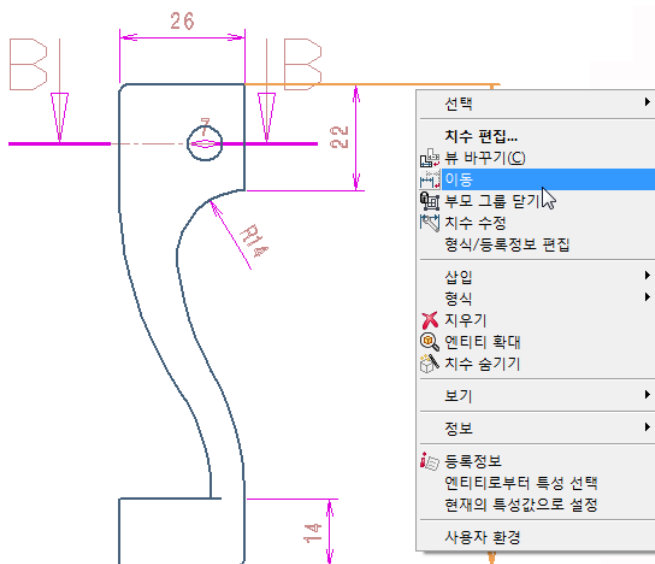 26
B
B
7
22
R14
14
선택
치수 편집...
뷰 바꾸기(C)
이동
부모 그룹 닫기
치수 수정
형식/등록정보 편집
삽입
형식
지우기
엔티티 확대
치수 숨기기
보기
정보
등록정보
엔티티로부터 특성 선택
현재의 특성값으로 설정
사용자 환경